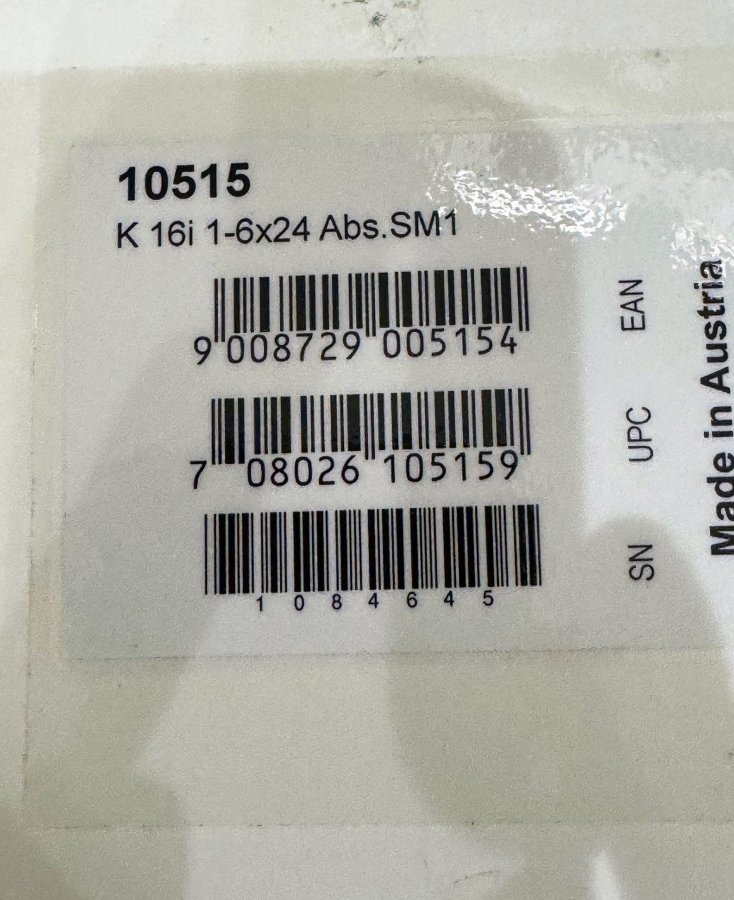 10515
K 16i 1-6x24 Abs.SM1
9 008729 005154
EAN
7 08026 105159
UPC
1084645
SN
Made in Austria